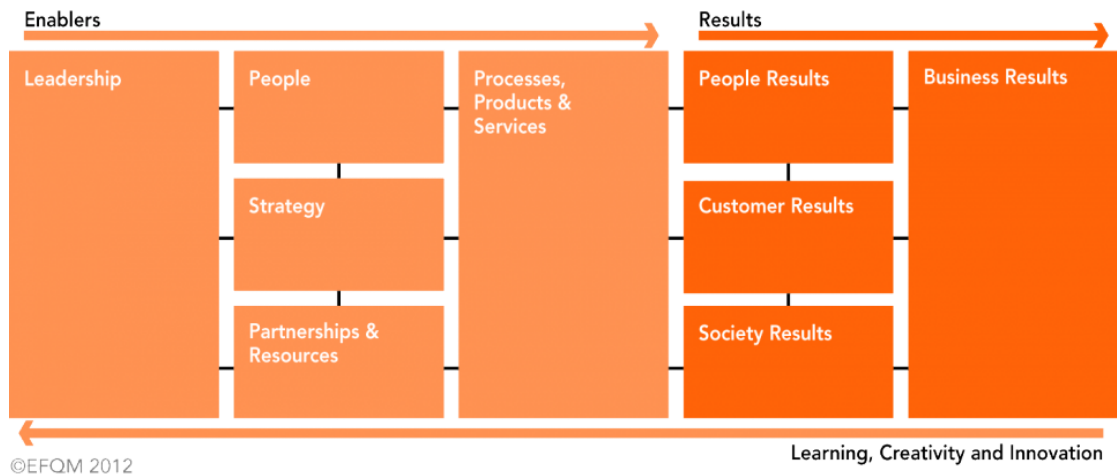 Enablers
Results
Leadership
People
Processes,
Products &
Services
People Results
Business Results
Strategy
Customer Results
Partnerships &
Resources
Society Results
Learning, Creativity and Innovation
©EFQM 2012